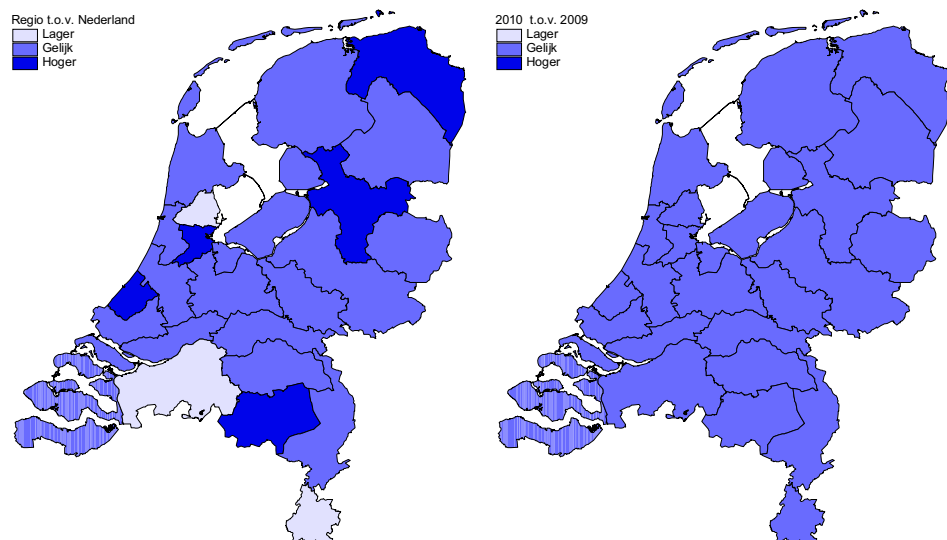 Regio t.o.v. Nederland
Lager
Gelijk
Hoger
2010 t.o.v. 2009
Lager
Gelijk
Hoger